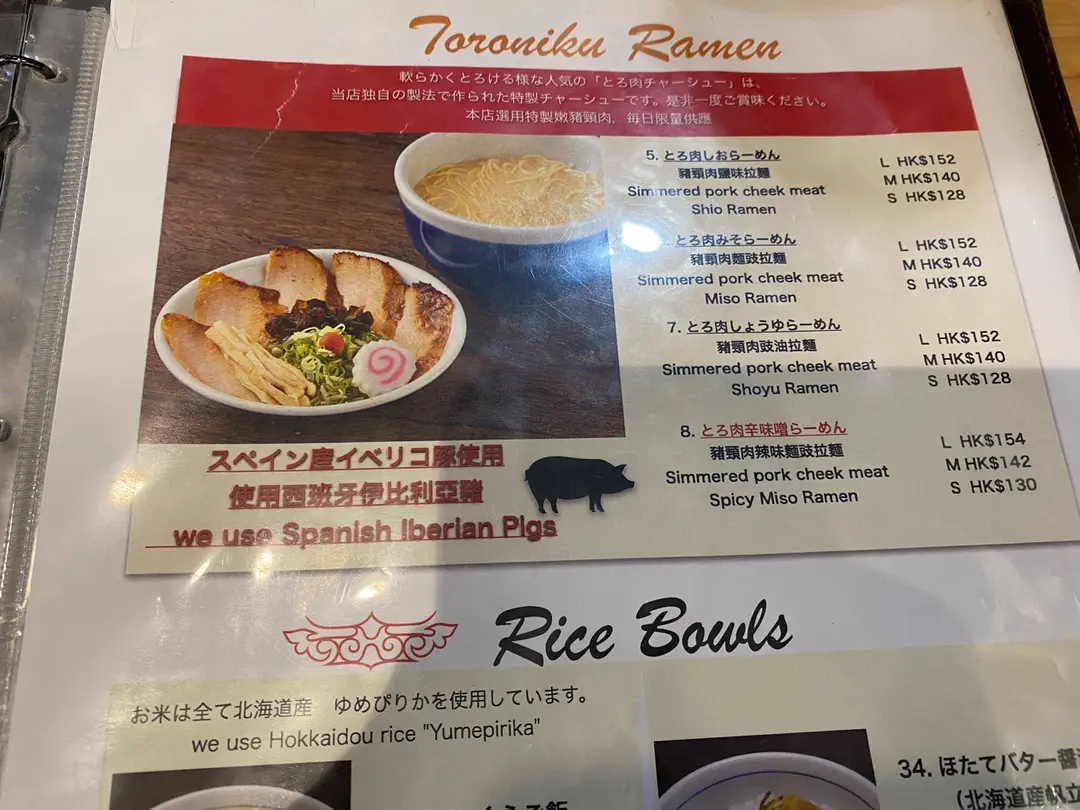 Toroniku Ramen
軟らかくとろける様な人気の「とろ肉チャーシュー」は、
当店独自の製法で作られた特製チャーシューです。是非一度ご賞味ください。
本店選用特製嫩豬頸肉，毎日限量供應
5. とろ肉しおらーめん
豬頸肉鹽味拉麵
Simmered pork cheek meat
Shio Ramen
L HK$152
M HK$140
S HK$128
とろ肉みそらーめん
豬頸肉麵豉拉麵
Simmered pork cheek meat
Miso Ramen
L HK$152
M HK$140
S HK$128
7. とろ肉しょうゆらーめん
豬頸肉豉油拉麵
Simmered pork cheek meat
Shoyu Ramen
L HK$152
M HK$140
S HK$128
8. とろ肉辛味噌らーめん
豬頸肉辣味麵豉拉麵
Simmered pork cheek meat
Spicy Miso Ramen
L HK$154
M HK$142
S HK$130
スペイン産イベリコ豚使用
使用西班牙伊比利亞豬
we use Spanish Iberian Pigs
Rice Bowls
お米は全て北海道産 ゆめぴりかを使用しています。
we use Hokkaidou rice "Yumepirika"
34. ほたてバター醤
(北海道産帆立